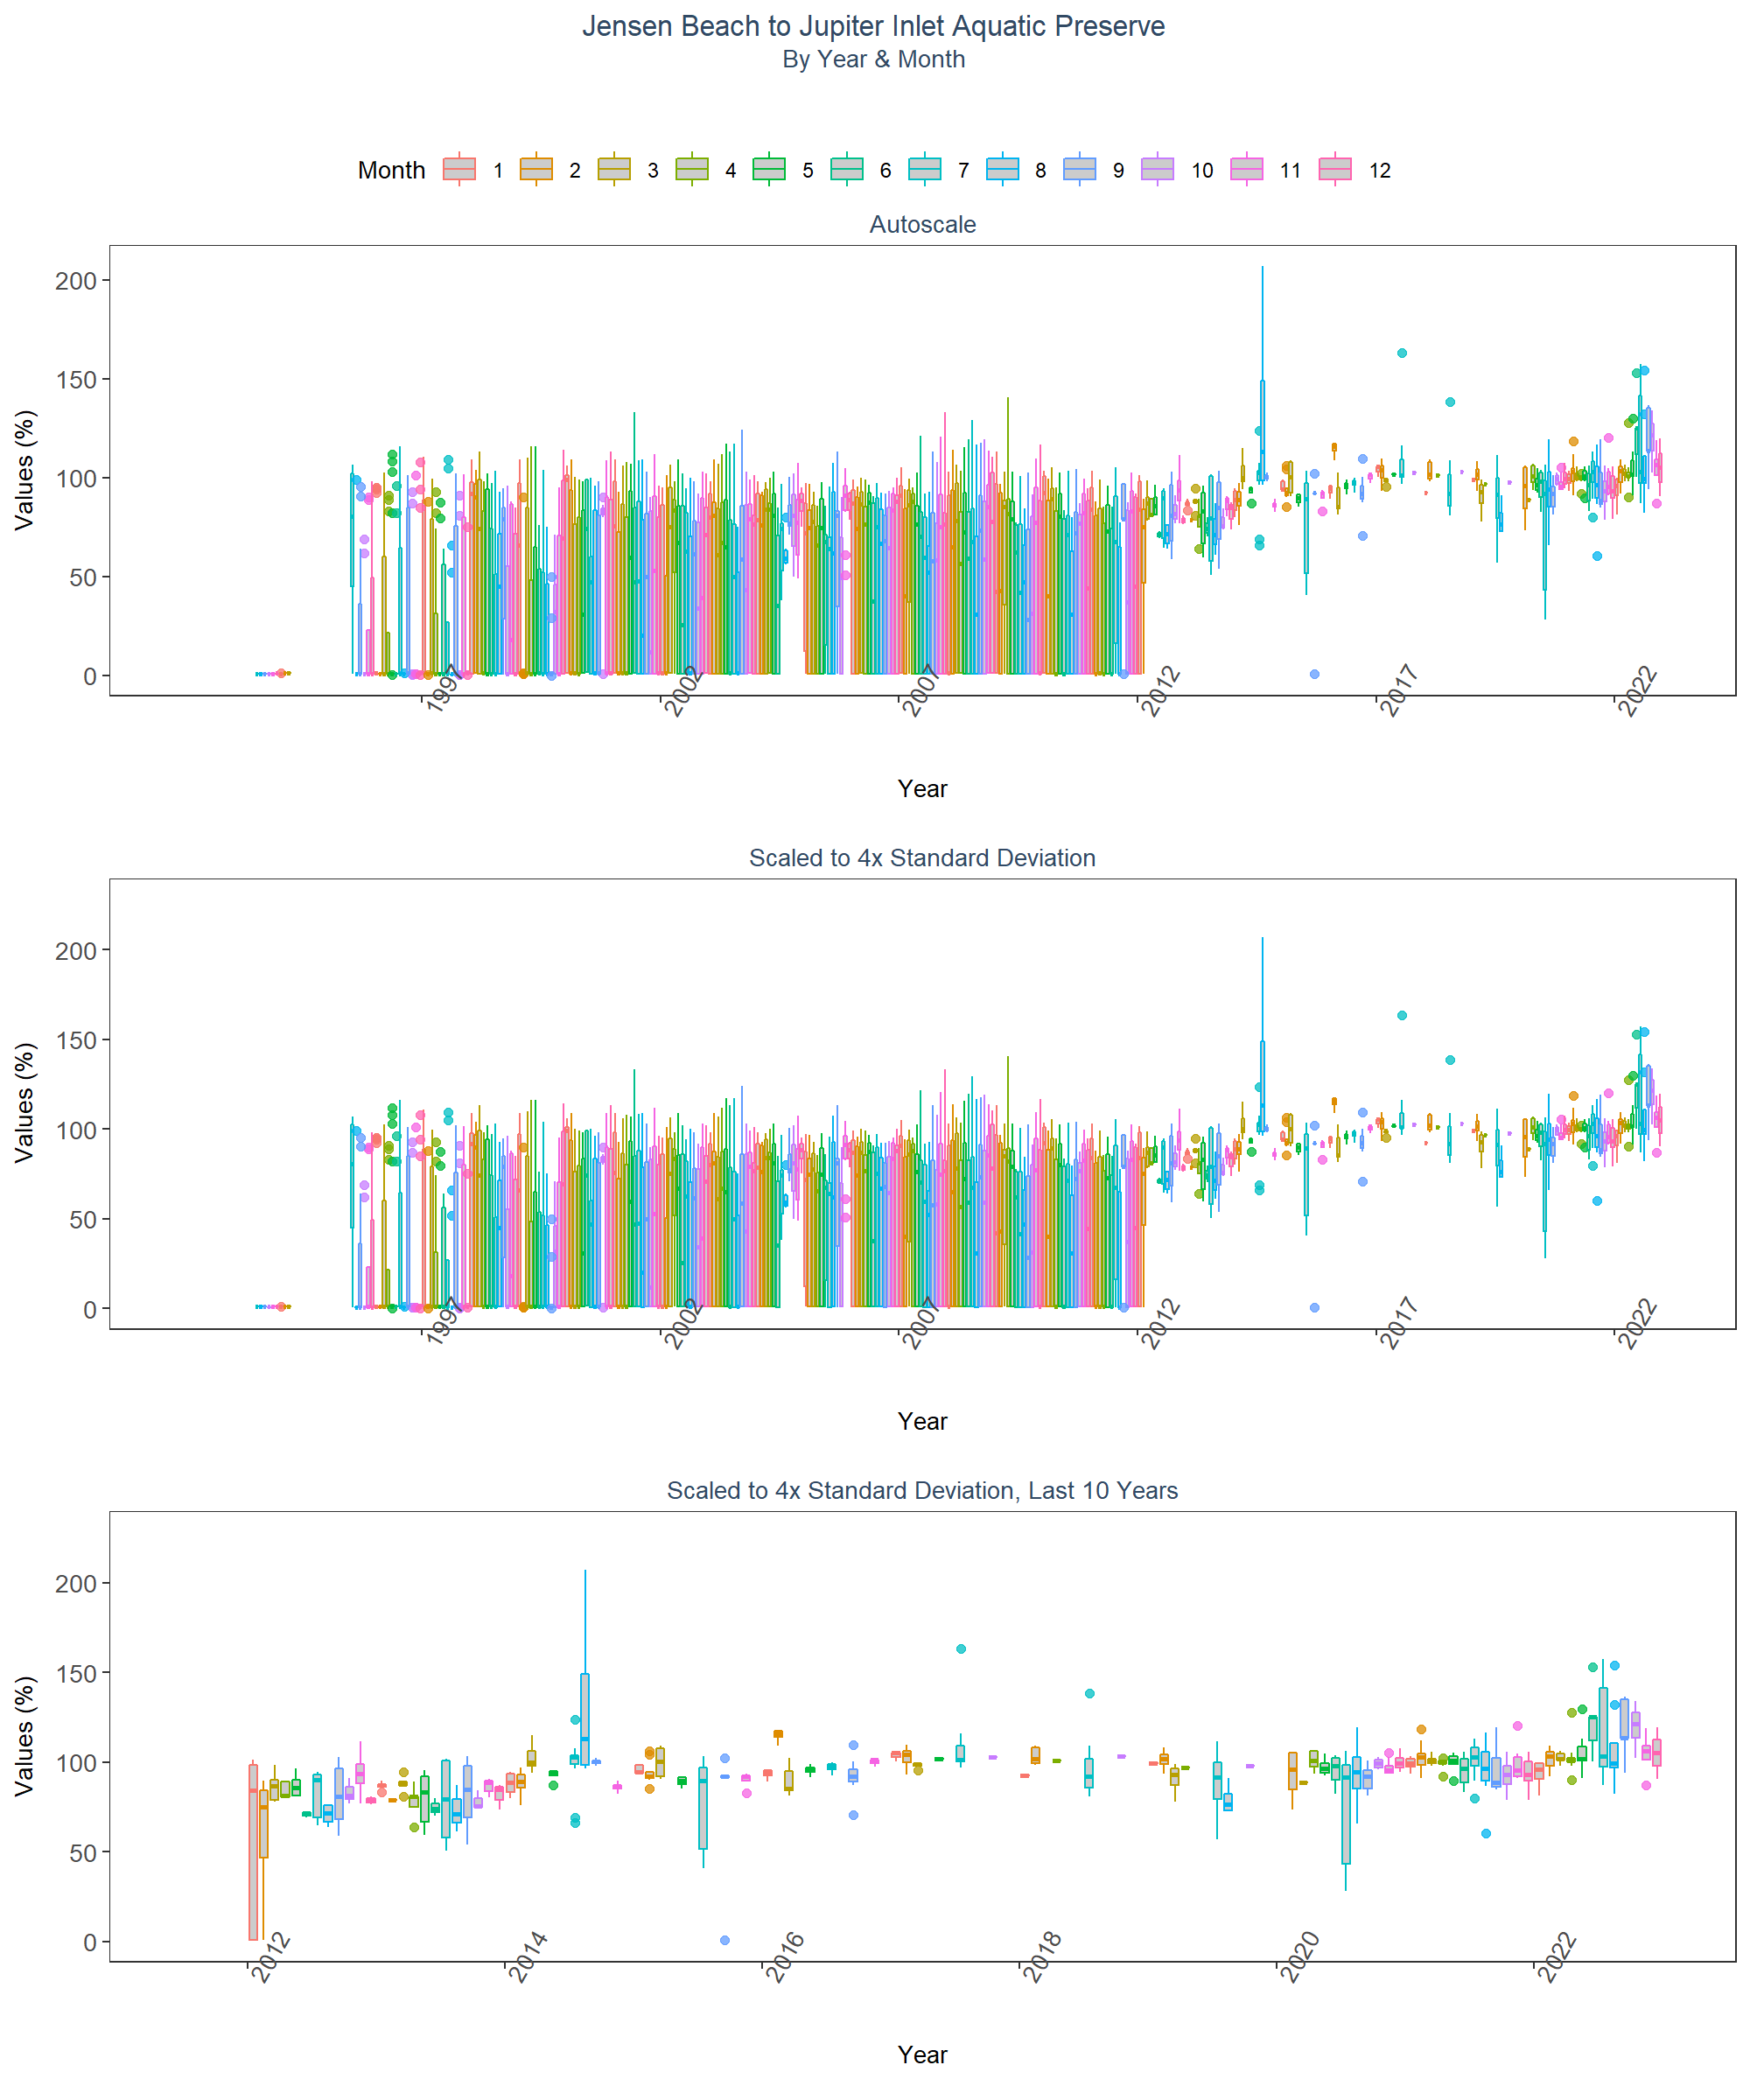 Jensen Beach to Jupiter Inlet Aquatic Preserve
By Year & Month
Month 1 2 3 4 5 6 7 8 9 10 11 12
Autoscale
Values (%)
200
150
100
50
0
1997 2002 2007 2012 2017 2022
Year
Scaled to 4x Standard Deviation
Values (%)
200
150
100
50
0
1997 2002 2007 2012 2017 2022
Year
Scaled to 4x Standard Deviation, Last 10 Years
Values (%)
200
150
100
50
0
2012 2014 2016 2018 2020 2022
Year